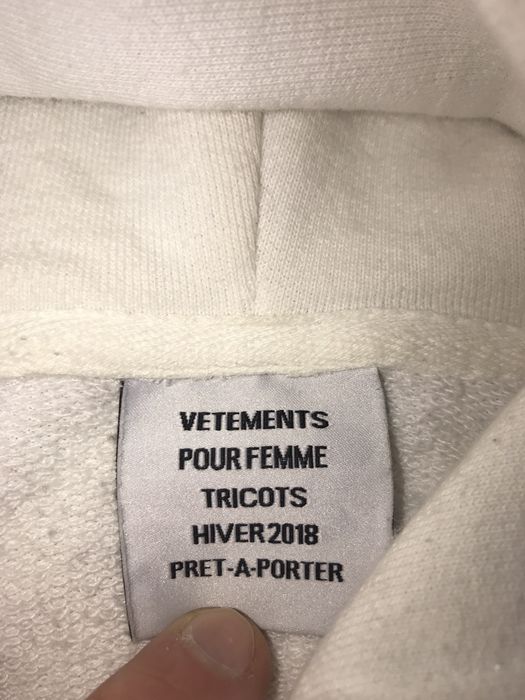 VETEMENTS
POUR FEMME
TRICOTS
HIVER 2018
PRET-A-PORTER